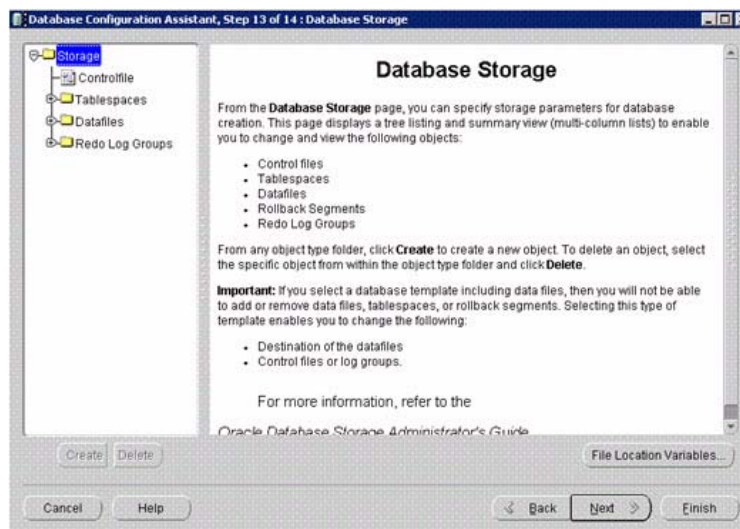 Database Configuration Assistant, Step 13 of 14 : Database Storage
Storage
Controlfile
Tablespaces
Datafiles
Redo Log Groups
Database Storage
From the Database Storage page, you can specify storage parameters for database
creation. This page displays a tree listing and summary view (multi-column lists) to enable
you to change and view the following objects:
• Control files
• Tablespaces
• Datafiles
• Rollback Segments
• Redo Log Groups
From any object type folder, click Create to create a new object. To delete an object, select
the specific object from within the object type folder and click Delete.
Important: If you select a database template including data files, then you will not be able
to add or remove data files, tablespaces, or rollback segments. Selecting this type of
template enables you to change the following:
• Destination of the datafiles
• Control files or log groups.
For more information, refer to the
Oracle Database Storage Administrator's Guide
Create
Delete
File Location Variables...
Cancel
Help
Back
Next
Finish